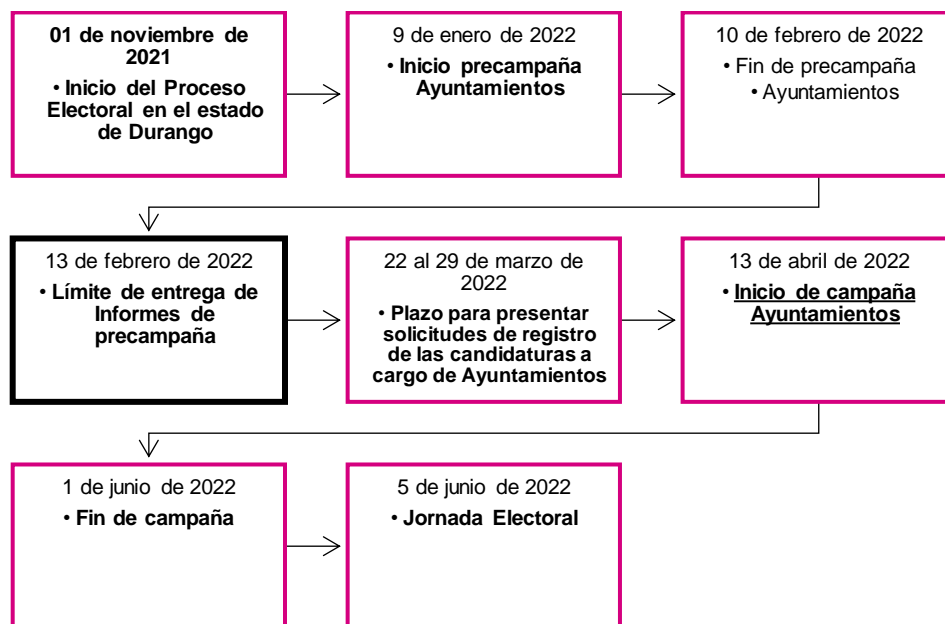 01 de noviembre de
2021
• Inicio del Proceso
Electoral en el estado
de Durango
9 de enero de 2022
• Inicio precampaña
Ayuntamientos
10 de febrero de 2022
• Fin de precampaña
• Ayuntamientos
13 de febrero de 2022
• Límite de entrega de
Informes de
precampaña
22 al 29 de marzo de
2022
• Plazo para presentar
solicitudes de registro
de las candidaturas a
cargo de Ayuntamientos
13 de abril de 2022
• Inicio de campaña
Ayuntamientos
1 de junio de 2022
• Fin de campaña
5 de junio de 2022
• Jornada Electoral